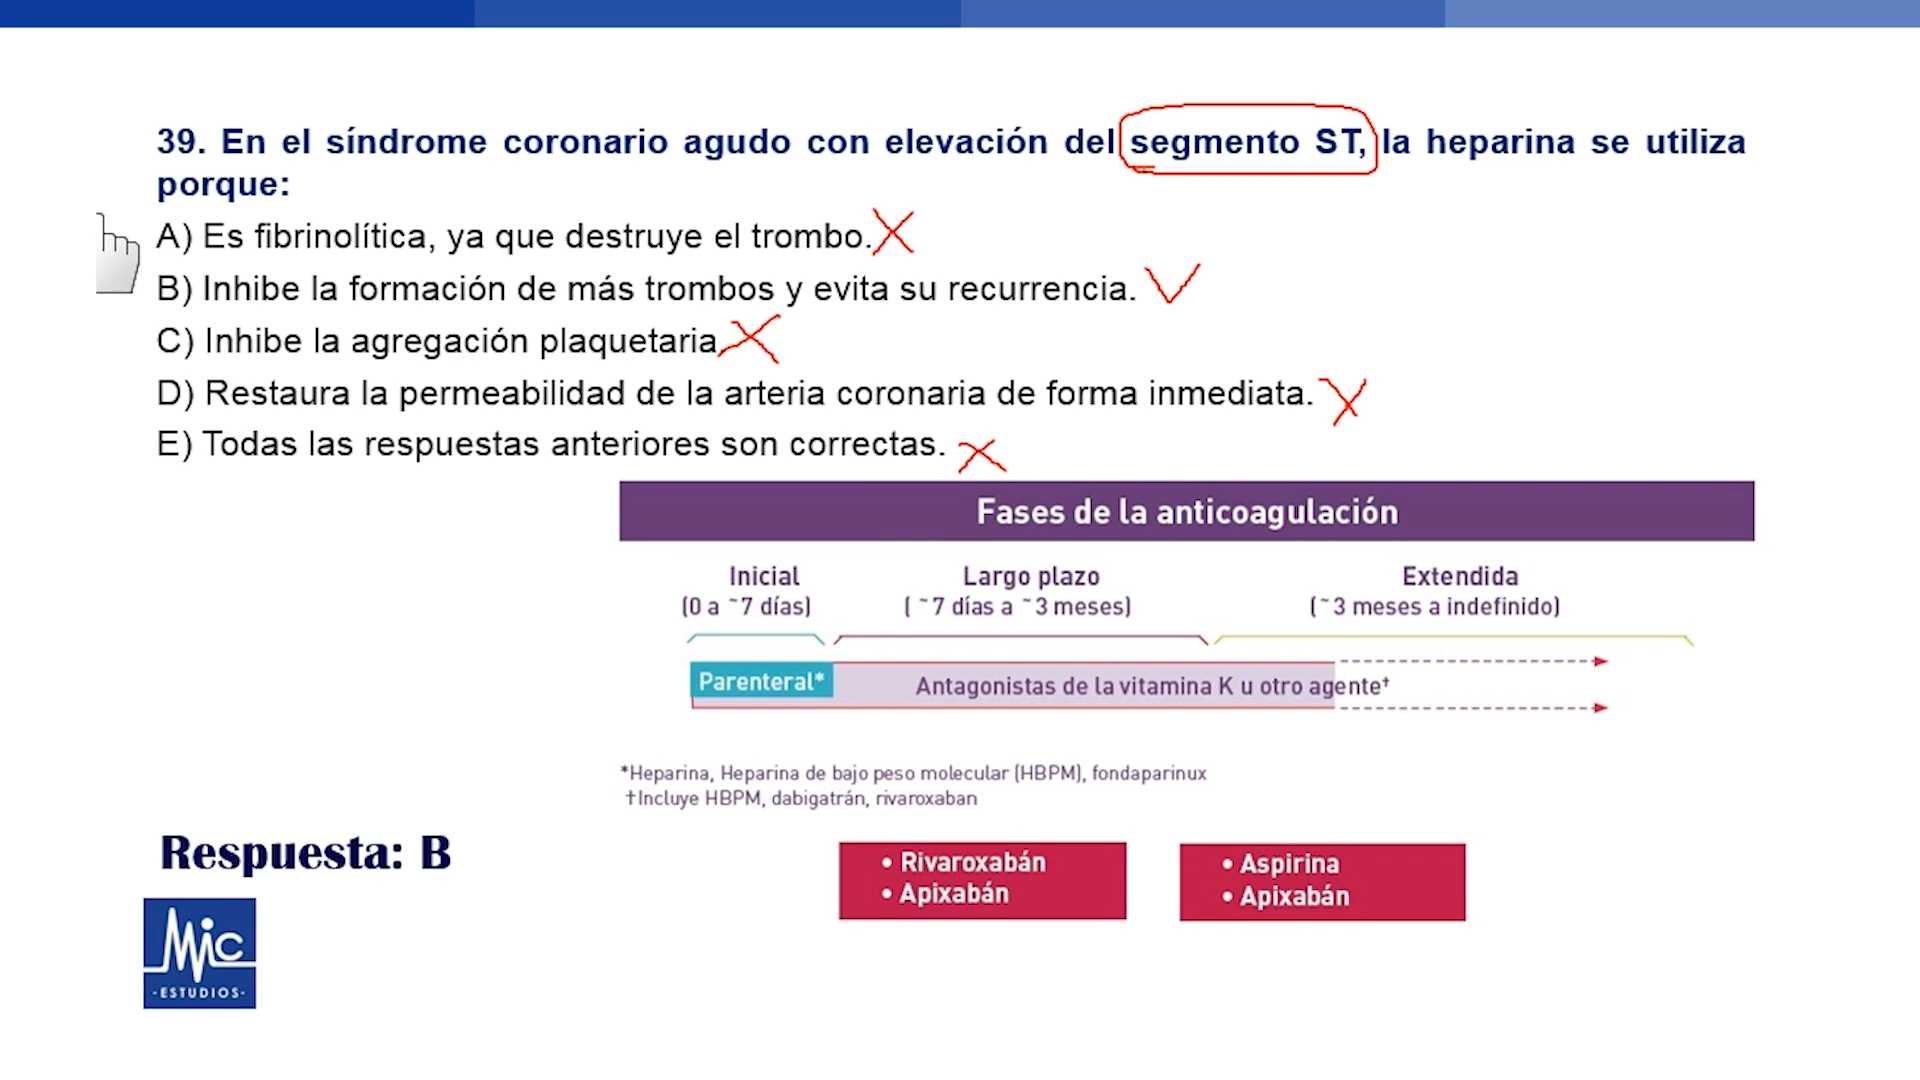 39. En el síndrome coronario agudo con elevación del segmento ST, la heparina se utiliza
porque:
A) Es fibrinolítica, ya que destruye el trombo.
B) Inhibe la formación de más trombos y evita su recurrencia.
C) Inhibe la agregación plaquetaria.
D) Restaura la permeabilidad de la arteria coronaria de forma inmediata.
E) Todas las respuestas anteriores son correctas.
Fases de la anticoagulación
Inicial
(0 a ~7 días)
Largo plazo
( ~7 días a ~3 meses)
Extendida
(~3 meses a indefinido)
Parenteral*
Antagonistas de la vitamina K u otro agente†
*Heparina, Heparina de bajo peso molecular (HBPM), fondaparinux
†Incluye HBPM, dabigatrán, rivaroxaban
Respuesta: B
• Rivaroxabán
• Apixabán
• Aspirina
• Apixabán
Mic
-ESTUDIOS-